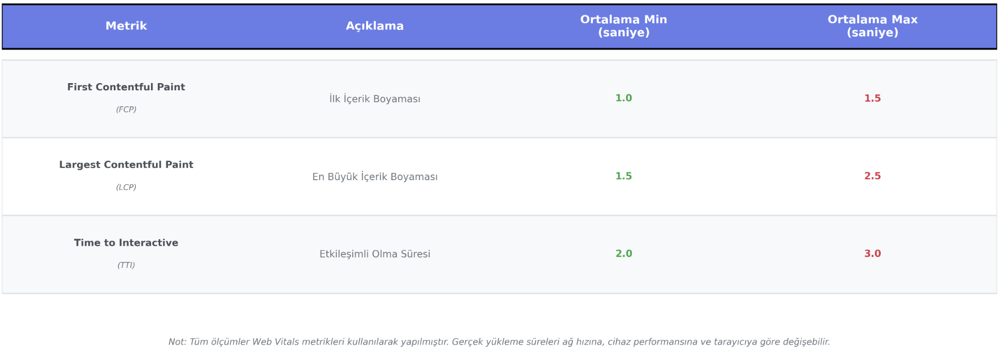 Metrik
Açıklama
Ortalama Min
(saniye)
Ortalama Max
(saniye)
First Contentful Paint
(FCP)
İlk İçerik Boyaması
1.0
1.5
Largest Contentful Paint
(LCP)
En Büyük İçerik Boyaması
1.5
2.5
Time to Interactive
(TTI)
Etkileşimli Olma Süresi
2.0
3.0
Not: Tüm ölçümler Web Vitals metrikleri kullanılarak yapılmıştır. Gerçek yükleme süreleri ağ hızına, cihaz performansına ve tarayıcıya göre değişebilir.